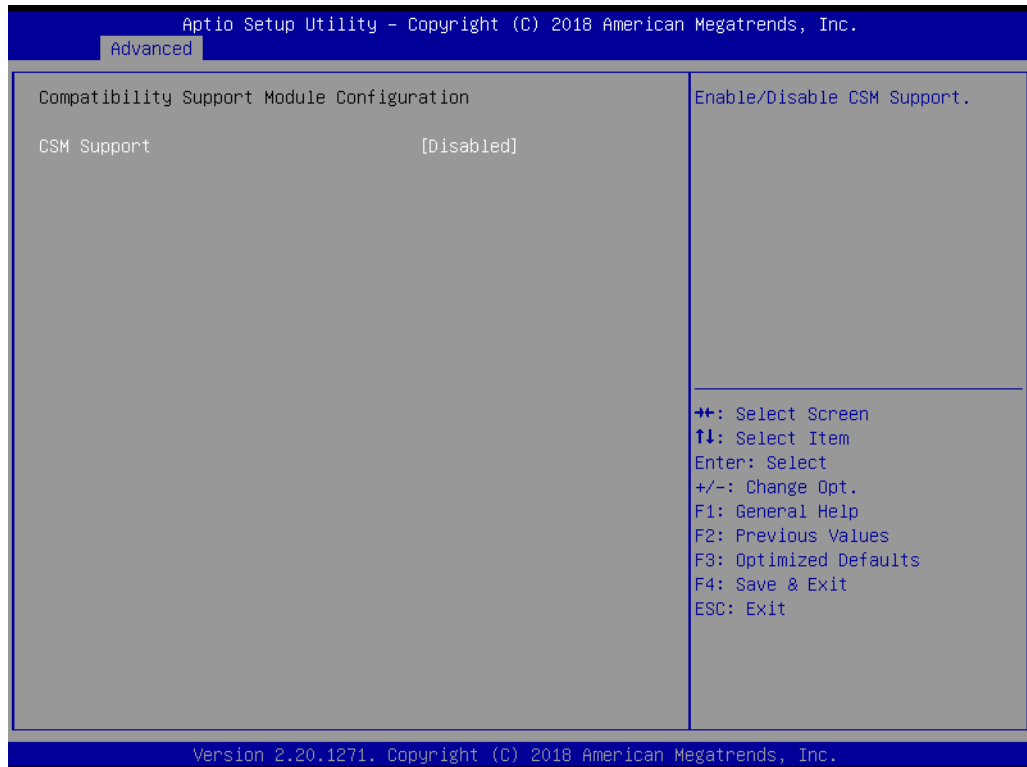 Aptio Setup Utility – Copyright (C) 2018 American Megatrends, Inc.
Advanced
Compatibility Support Module Configuration
Enable/Disable CSM Support.
CSM Support [Disabled]
→←: Select Screen
↑↓: Select Item
Enter: Select
+/-: Change Opt.
F1: General Help
F2: Previous Values
F3: Optimized Defaults
F4: Save & Exit
ESC: Exit
Version 2.20.1271. Copyright (C) 2018 American Megatrends, Inc.